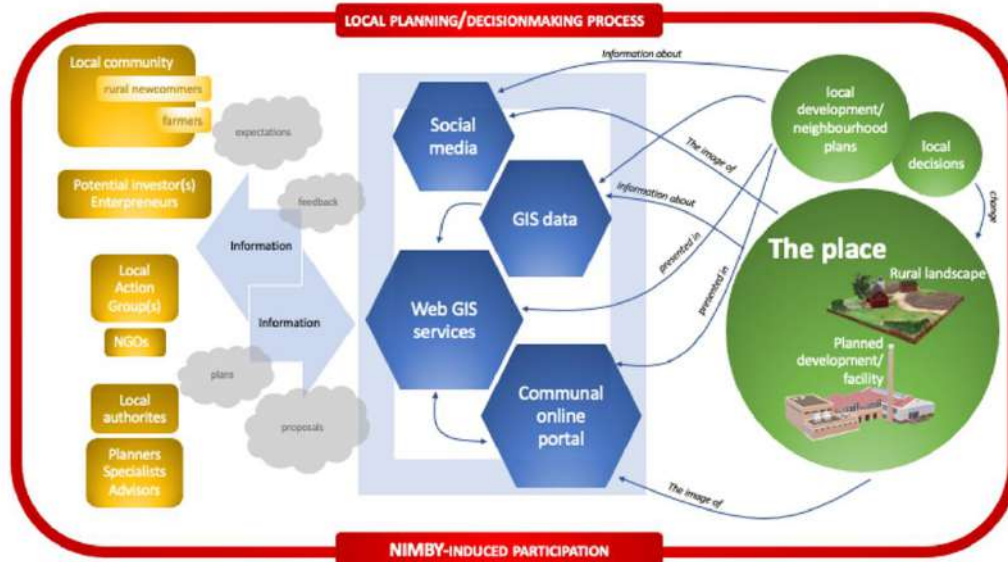 LOCAL PLANNING/DECISIONMAKING PROCESS
Local community
rural newcommers
farmers
expectations
Potential investor(s)
Enterpreneurs
feedback
Information
Local
Action
Group(s)
Information
NGOs
plans
Local
authorites
proposals
Planners
Specialists
Advisors
Social
media
GIS data
Web GIS
services
Communal
online
portal
Information about
The image of
information about
presented in
presented in
The image of
local
development/
neighbourhood
plans
local
decisions
change
The place
Rural landscape
Planned
development/
facility
NIMBY-INDUCED PARTICIPATION